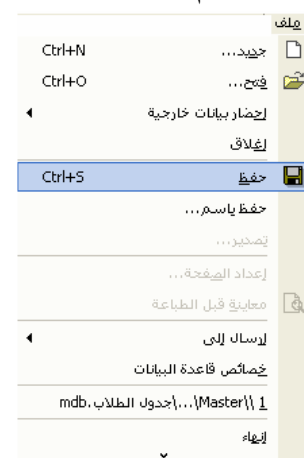 ملف
جديد... Ctrl+N
فتح... Ctrl+O
إحضار بيانات خارجية
إغلاق
حفظ Ctrl+S
حفظ باسم...
تصدير...
إعداد الصفحة...
معاينة قبل الطباعة
إرسال إلى
خصائص قاعدة البيانات
1 \\Master\...\جدول الطلاب.mdb
إنهاء